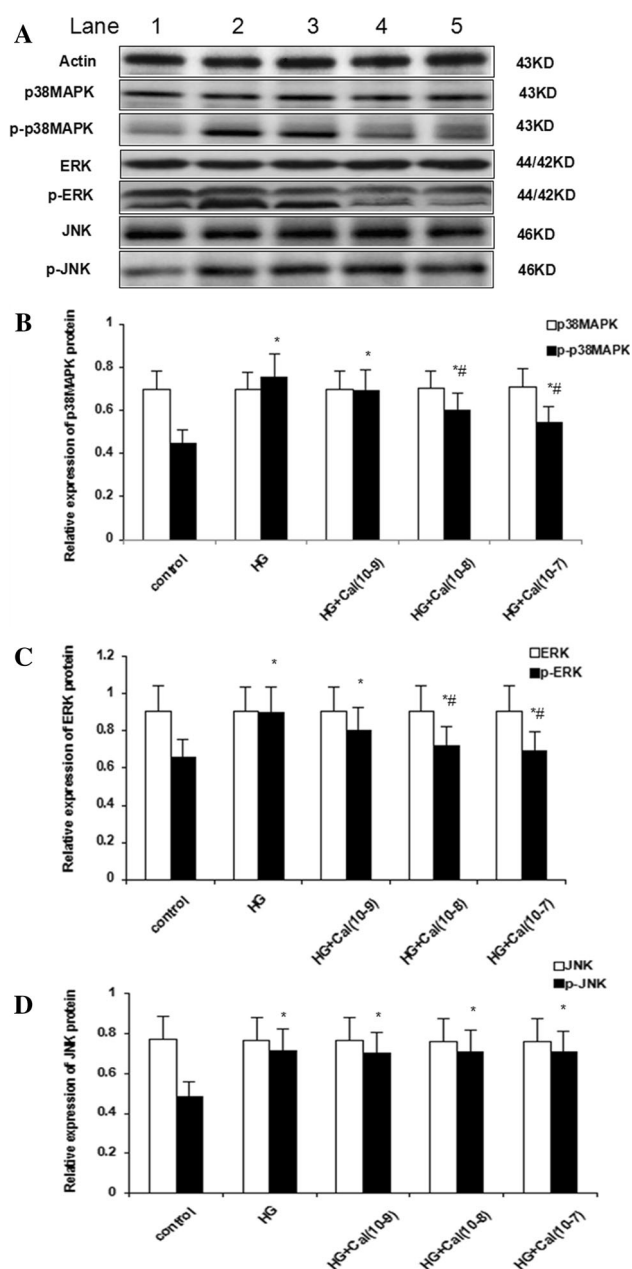 A
Lane 1 2 3 4 5
Actin 43KD
p38MAPK 43KD
p-p38MAPK 43KD
ERK 44/42KD
p-ERK 44/42KD
JNK 46KD
p-JNK 46KD
B
Relative expression of p38MAPK protein
1
0.8
0.6
0.4
0.2
0
p38MAPK
p-p38MAPK
* * *# *#
control HG HG+Cal(10-9) HG+Cal(10-8) HG+Cal(10-7)
C
Relative expression of ERK protein
1.2
1
0.8
0.6
0.4
0.2
0
ERK
p-ERK
* * *# *#
control HG HG+Cal(10-9) HG+Cal(10-8) HG+Cal(10-7)
D
Relative expression of JNK protein
1
0.8
0.6
0.4
0.2
0
JNK
p-JNK
* * * *
control HG HG+Cal(10-9) HG+Cal(10-8) HG+Cal(10-7)